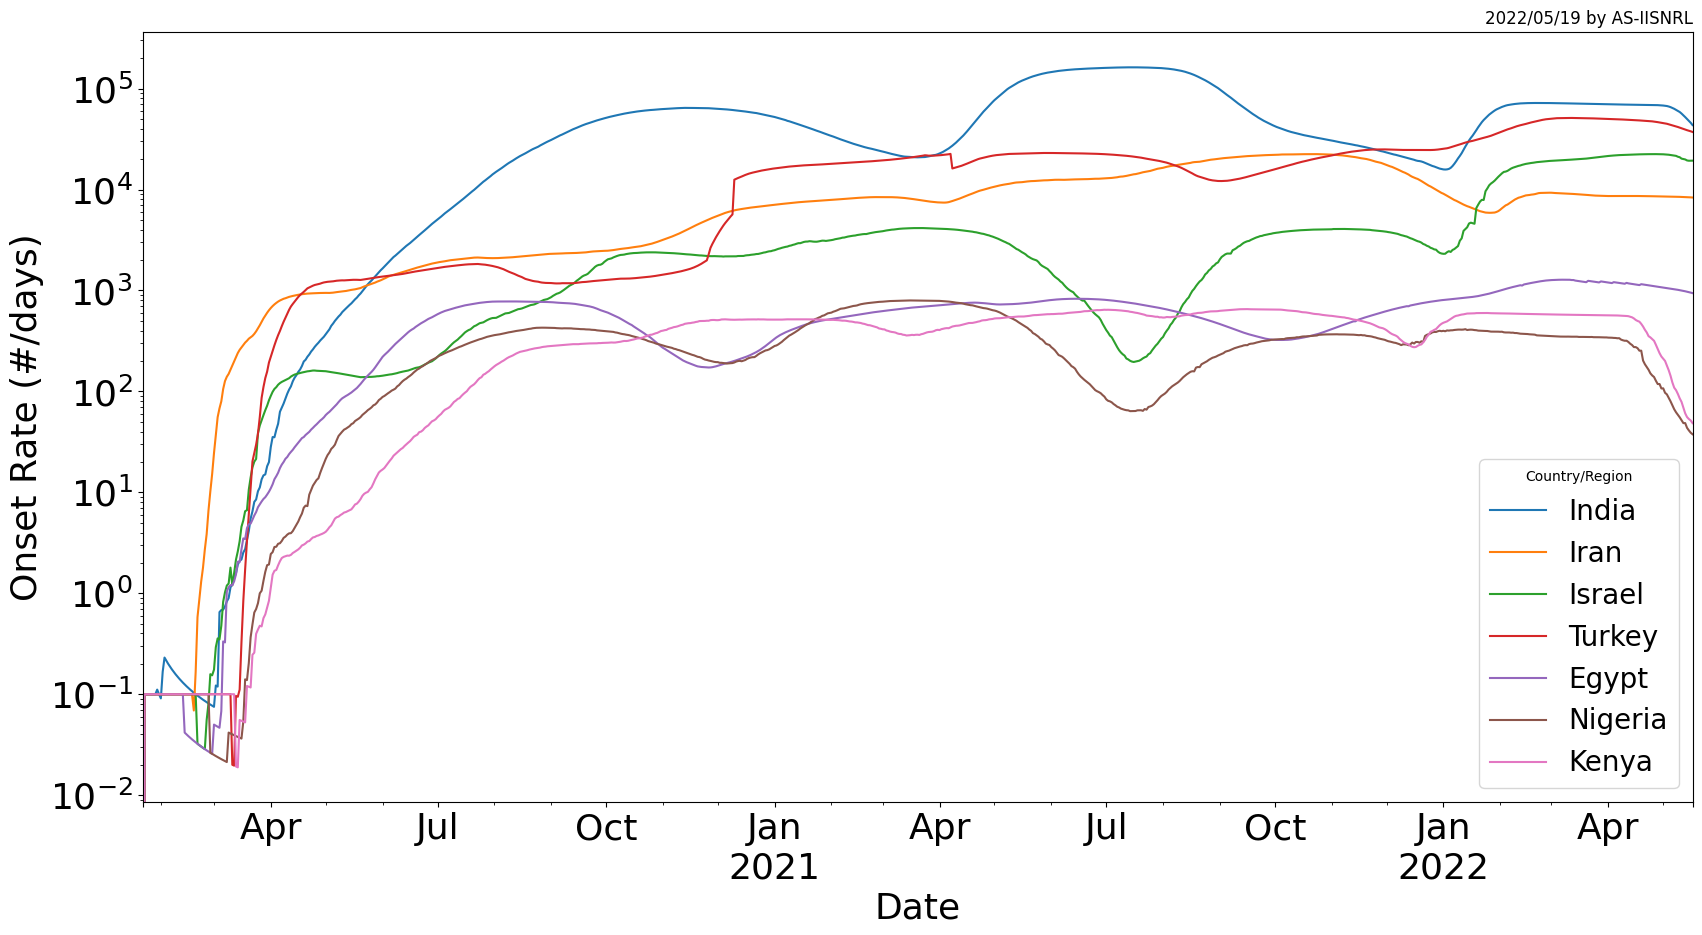 2022/05/19 by AS-IISNRL
Onset Rate (#/days)
10^5
10^4
10^3
10^2
10^1
10^0
10^−1
10^−2
Country/Region
India
Iran
Israel
Turkey
Egypt
Nigeria
Kenya
Apr Jul Oct Jan Apr Jul Oct Jan Apr
2021 2022
Date